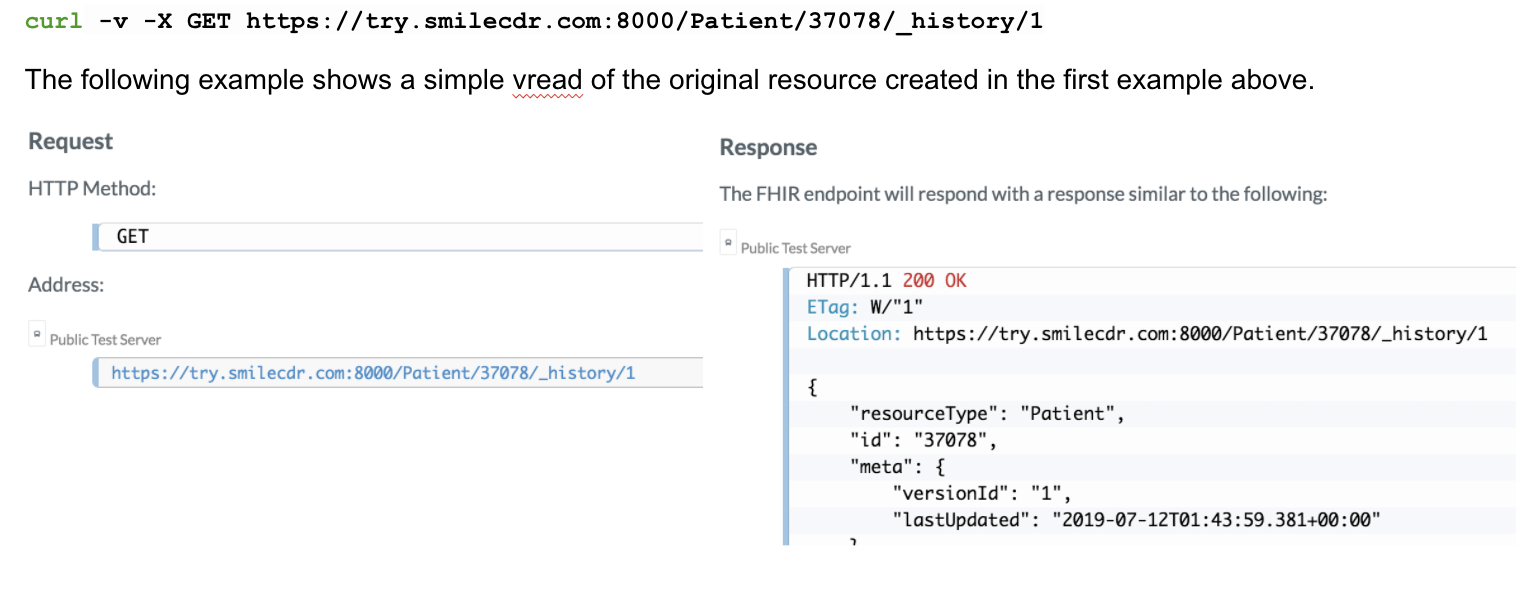 curl -v -X GET https://try.smilecdr.com:8000/Patient/37078/_history/1
The following example shows a simple vread of the original resource created in the first example above.
Request
HTTP Method:
GET
Address:
Public Test Server
https://try.smilecdr.com:8000/Patient/37078/_history/1
Response
The FHIR endpoint will respond with a response similar to the following:
Public Test Server
HTTP/1.1 200 OK
ETag: W/"1"
Location: https://try.smilecdr.com:8000/Patient/37078/_history/1
{
    "resourceType": "Patient",
    "id": "37078",
    "meta": {
        "versionId": "1",
        "lastUpdated": "2019-07-12T01:43:59.381+00:00"
    }